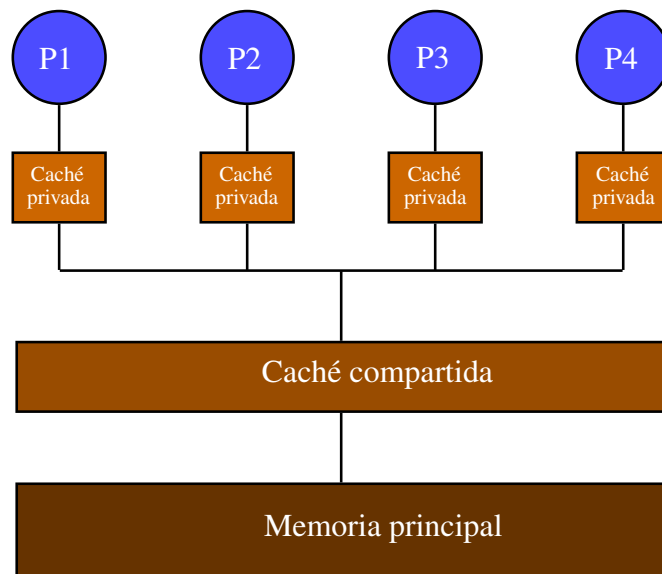 P1
P2
P3
P4
Caché
privada
Caché
privada
Caché
privada
Caché
privada
Caché compartida
Memoria principal